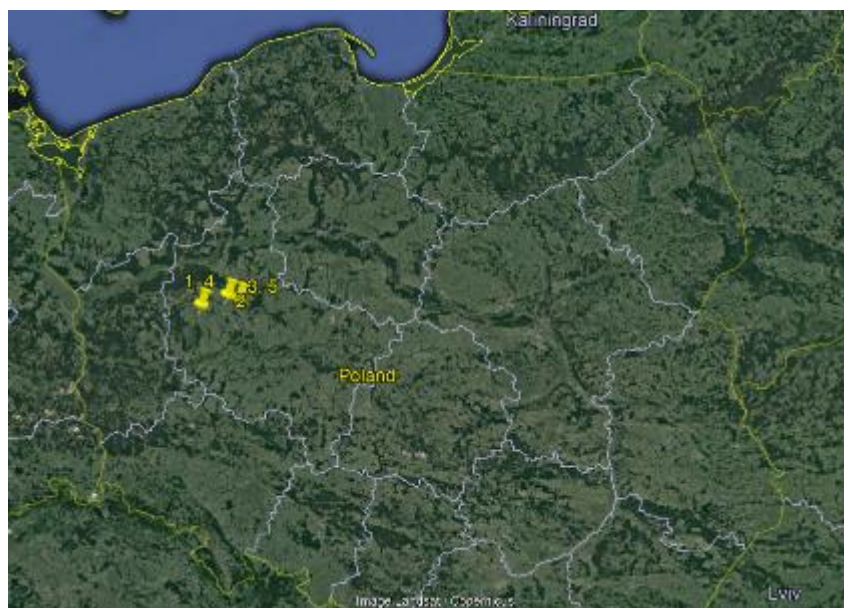 Kaliningrad
1, 4
3, 5
2
Poland
Image Landsat / Copernicus
Lviv